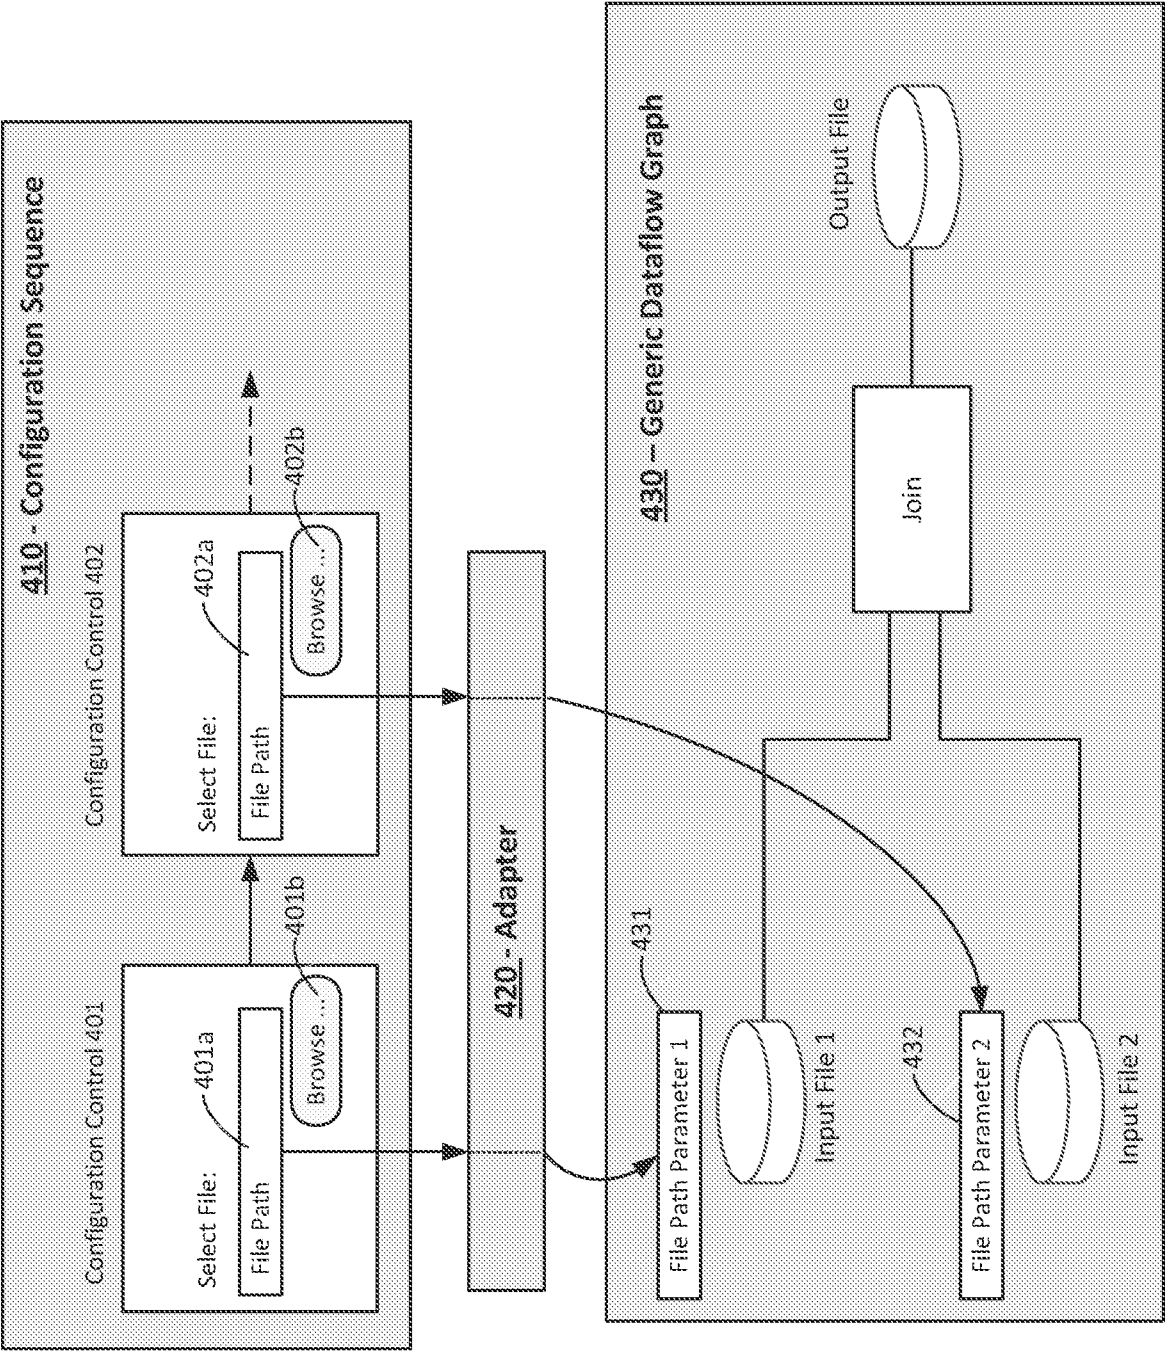 410 - Configuration Sequence
Configuration Control 401
Select File:
401a
File Path
Browse ...
401b
Configuration Control 402
Select File:
402a
File Path
Browse ...
402b
420 - Adapter
430 – Generic Dataflow Graph
431
File Path Parameter 1
Input File 1
432
File Path Parameter 2
Input File 2
Join
Output File